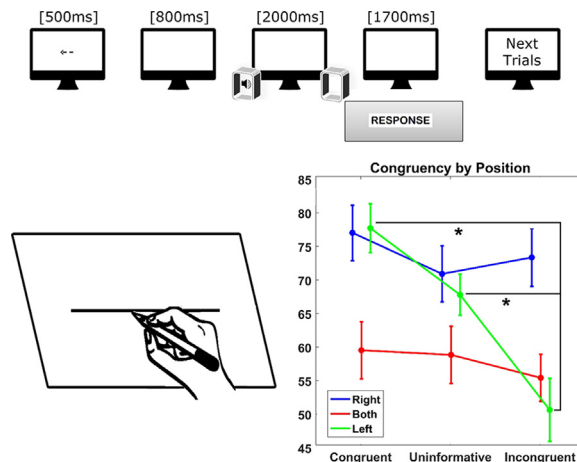 [500ms] [800ms] [2000ms] [1700ms]
<--
Next
Trials
RESPONSE
Congruency by Position
85
80
75
70
65
60
55
50
45
*
*
Right
Both
Left
Congruent Uninformative Incongruent